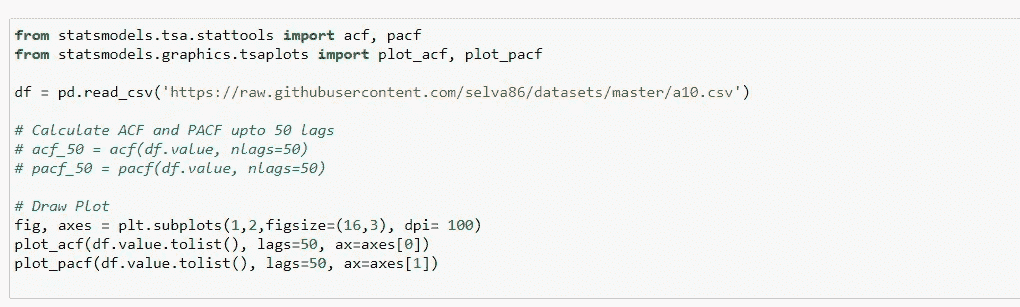 from statsmodels.tsa.stattools import acf, pacf
from statsmodels.graphics.tsaplots import plot_acf, plot_pacf
df = pd.read_csv('https://raw.githubusercontent.com/selva86/datasets/master/a10.csv')
# Calculate ACF and PACF upto 50 lags
# acf_50 = acf(df.value, nlags=50)
# pacf_50 = pacf(df.value, nlags=50)
# Draw Plot
fig, axes = plt.subplots(1,2,figsize=(16,3), dpi= 100)
plot_acf(df.value.tolist(), lags=50, ax=axes[0])
plot_pacf(df.value.tolist(), lags=50, ax=axes[1])